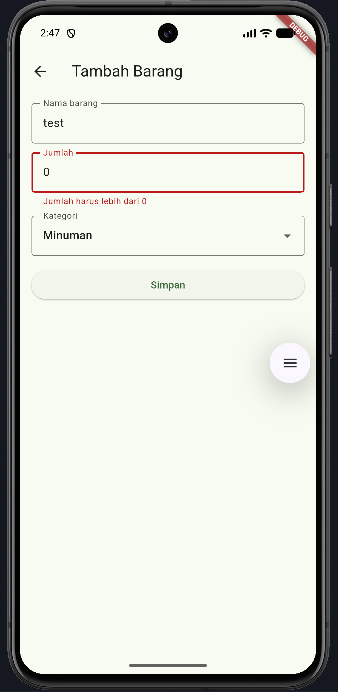 2:47
DEBUG
Tambah Barang
Nama barang
test
Jumlah
0
Jumlah harus lebih dari 0
Kategori
Minuman
Simpan